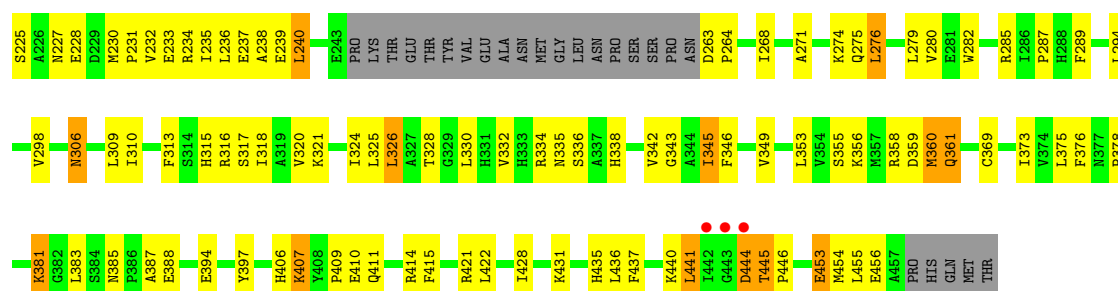 S225 A226 N227 E228 D229 M230 P231 V232 E233 R234 I235 L236 E237 A238 E239 L240 E243 PRO LYS THR GLU THR TYR VAL GLU ALA ASN MET GLY LEU ASN PRO SER SER PRO ASN D263 P264 I268 A271 K274 Q275 L276 L279 V280 E281 W282 R285 I286 P287 H288 F289 L294
V298 N306 L309 I310 F313 S314 H315 R316 S317 I318 A319 V320 K321 I324 L325 L326 A327 T328 G329 L330 H331 V332 H333 R334 N335 S336 A337 H338 V342 G343 A344 I345 F346 V349 L353 V354 S355 K356 M357 R358 D359 M360 Q361 C369 I373 V374 L375 F376 N377
K381 G382 L383 S384 N385 P386 A387 E388 E394 Y397 H406 K407 Y408 P409 E410 Q411 R414 F415 R421 L422 I428 K431 H435 L436 F437 K440 L441 I442 G443 D444 T445 P446 E453 M454 L455 E456 A457 PRO HIS GLN MET THR